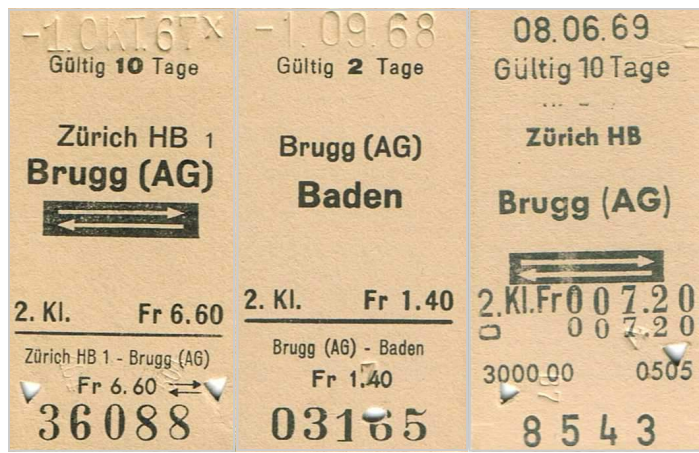 -1.OKT.67×
Gültig 10 Tage
Zürich HB 1
Brugg (AG)
2. Kl. Fr 6.60
Zürich HB 1 - Brugg (AG)
Fr 6.60
36088
-1.09.68
Gültig 2 Tage
Brugg (AG)
Baden
2. Kl. Fr 1.40
Brugg (AG) - Baden
Fr 1.40
03165
08.06.69
Gültig 10 Tage
Zürich HB
Brugg (AG)
2.Kl.Fr 007.20
007.20
3000 00 0505
8543